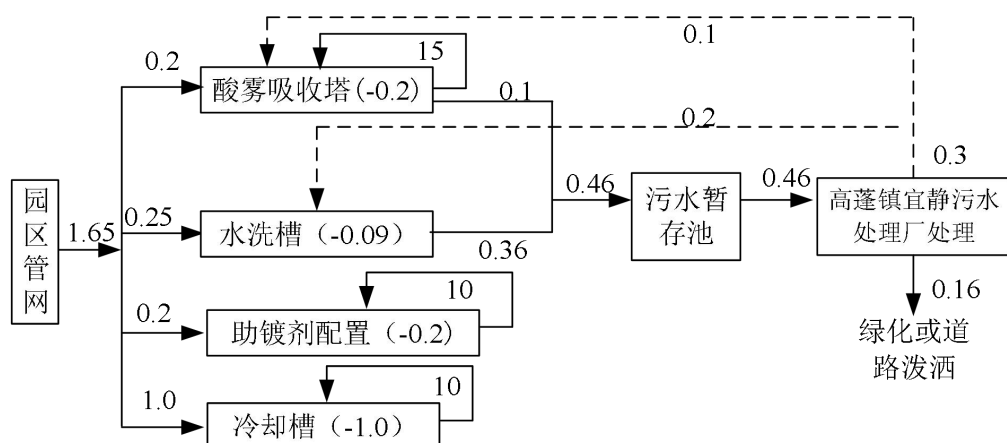 0.1
15
0.2
酸雾吸收塔(-0.2)
0.1
0.2
0.3
园区管网
1.65
0.25
水洗槽（-0.09）
0.36
0.46
污水暂
存池
0.46
高蓬镇宜静污水
处理厂处理
0.16
绿化或道
路泼洒
0.2
助镀剂配置（-0.2）
10
1.0
冷却槽（-1.0）
10